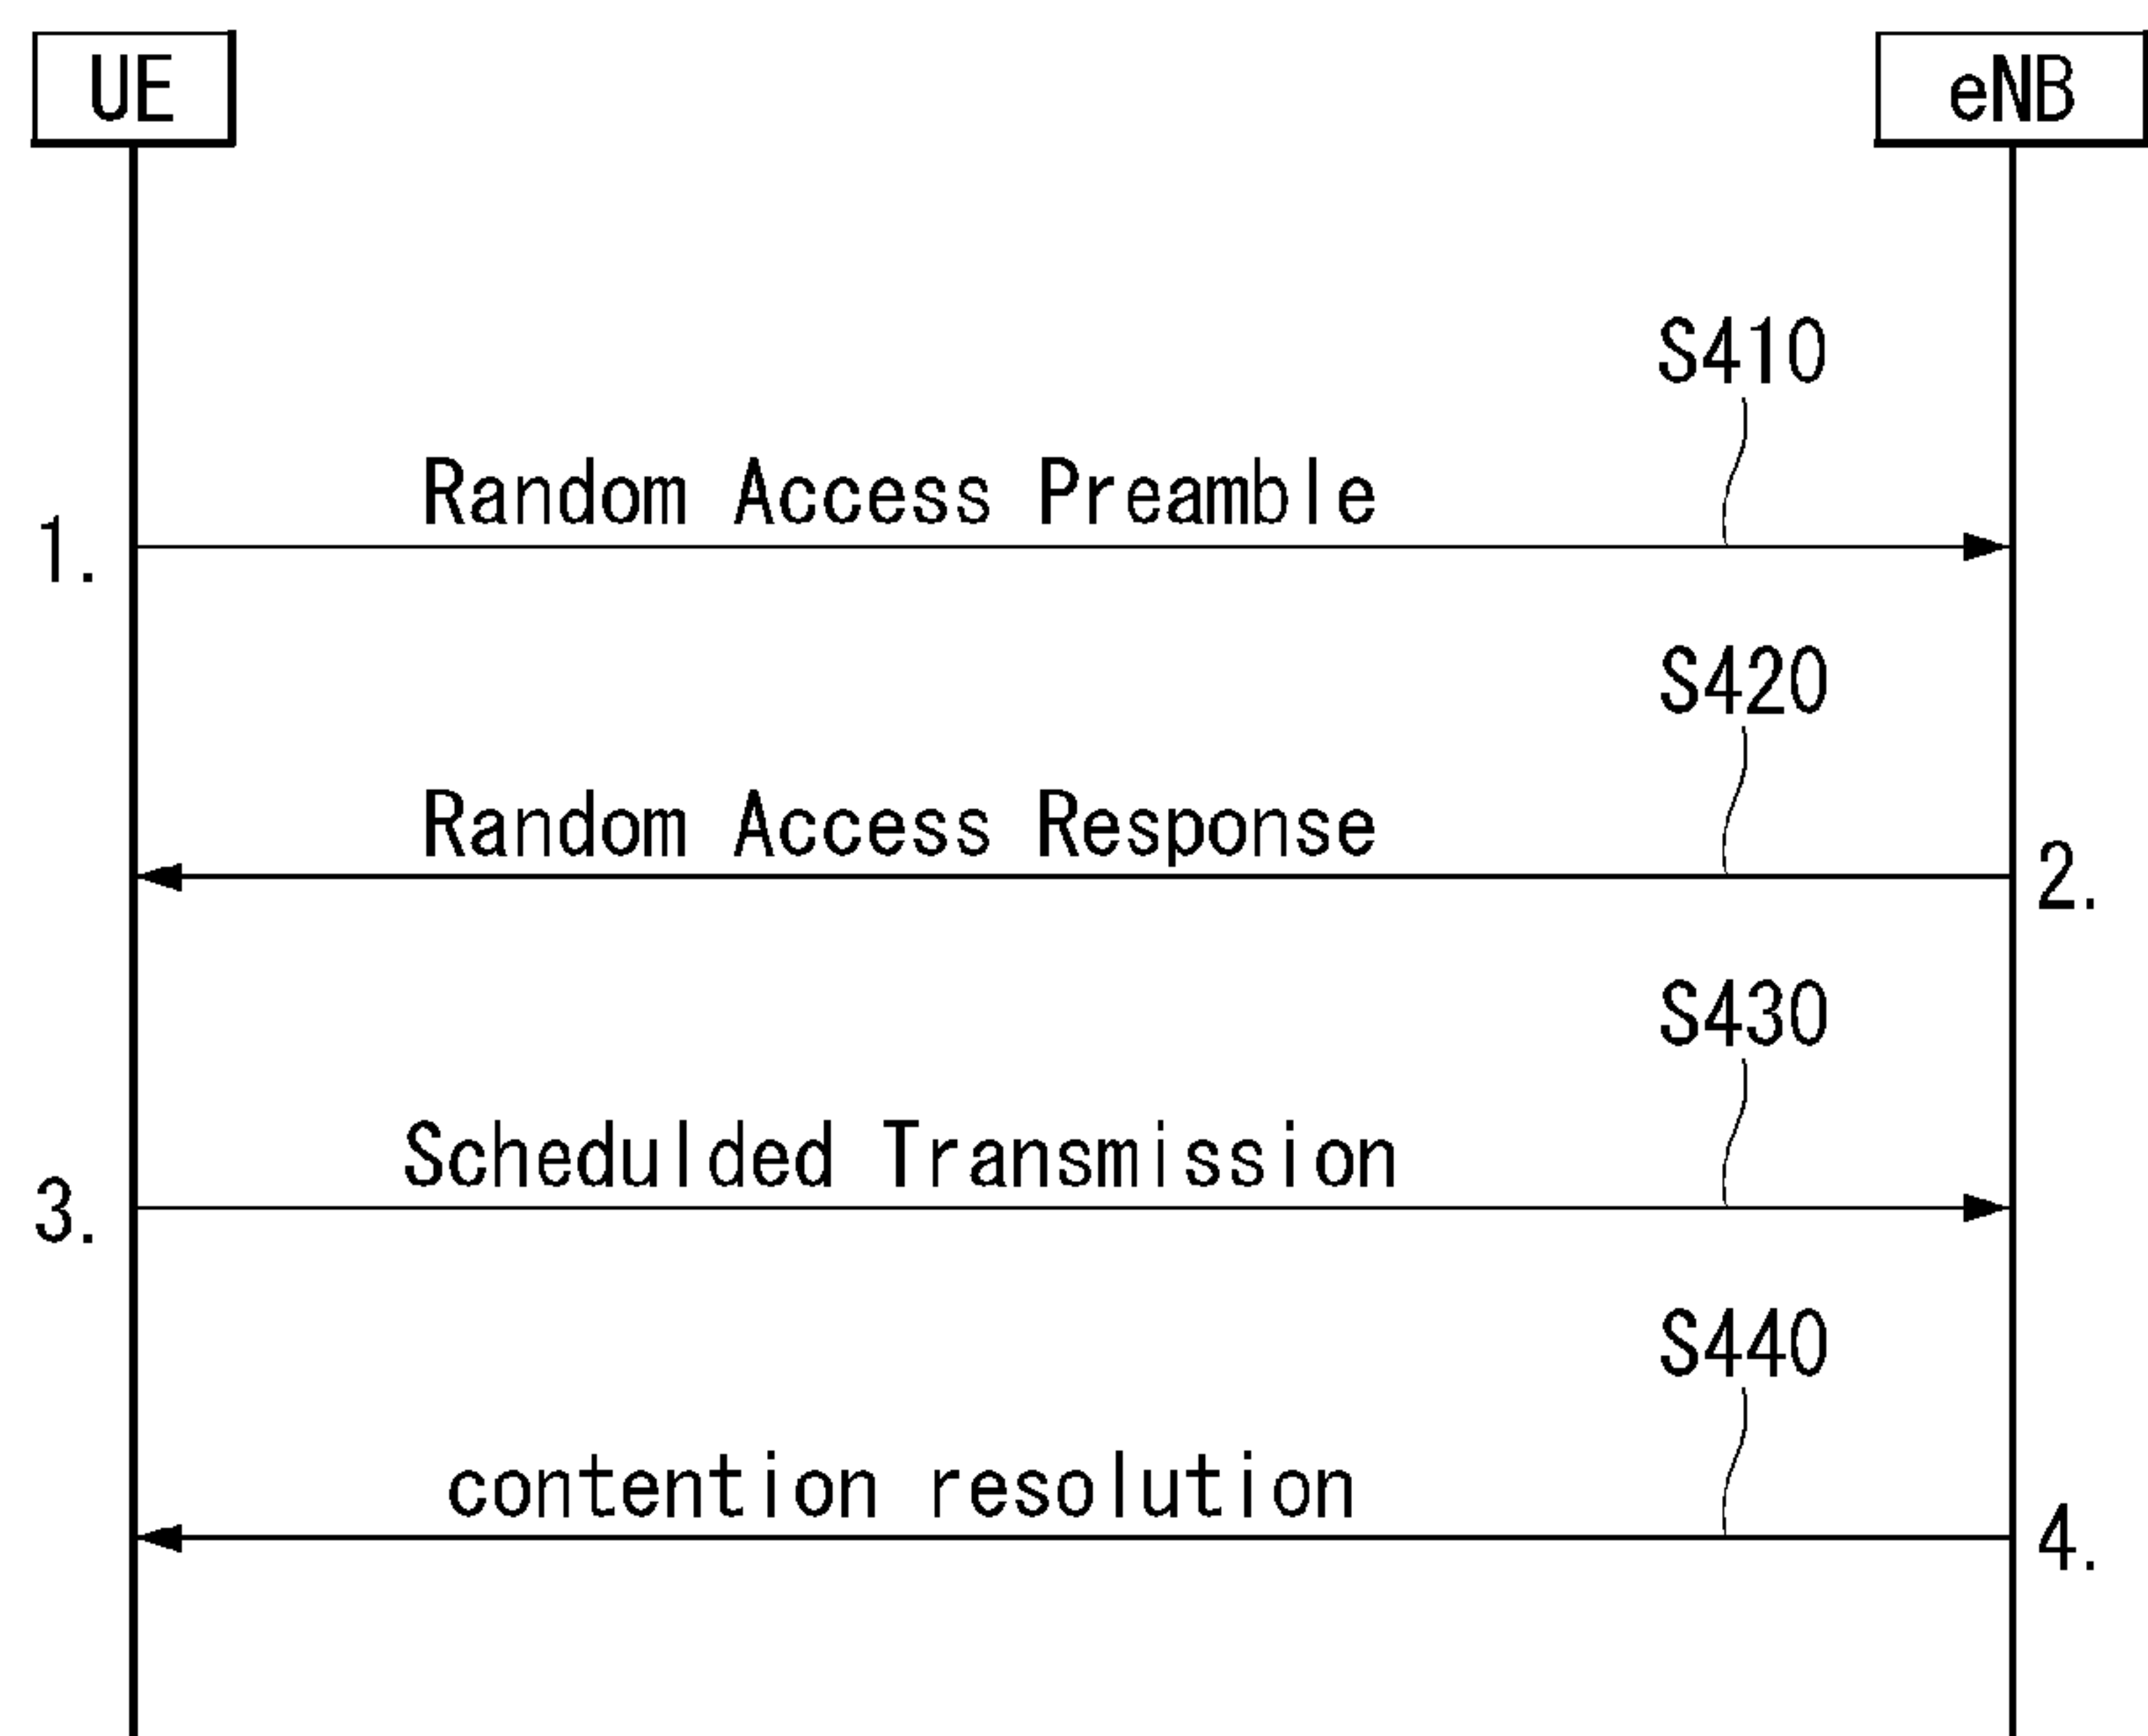 UE
eNB
S410
Random Access Preamble
1.
S420
Random Access Response
2.
S430
Schedulded Transmission
3.
S440
contention resolution
4.